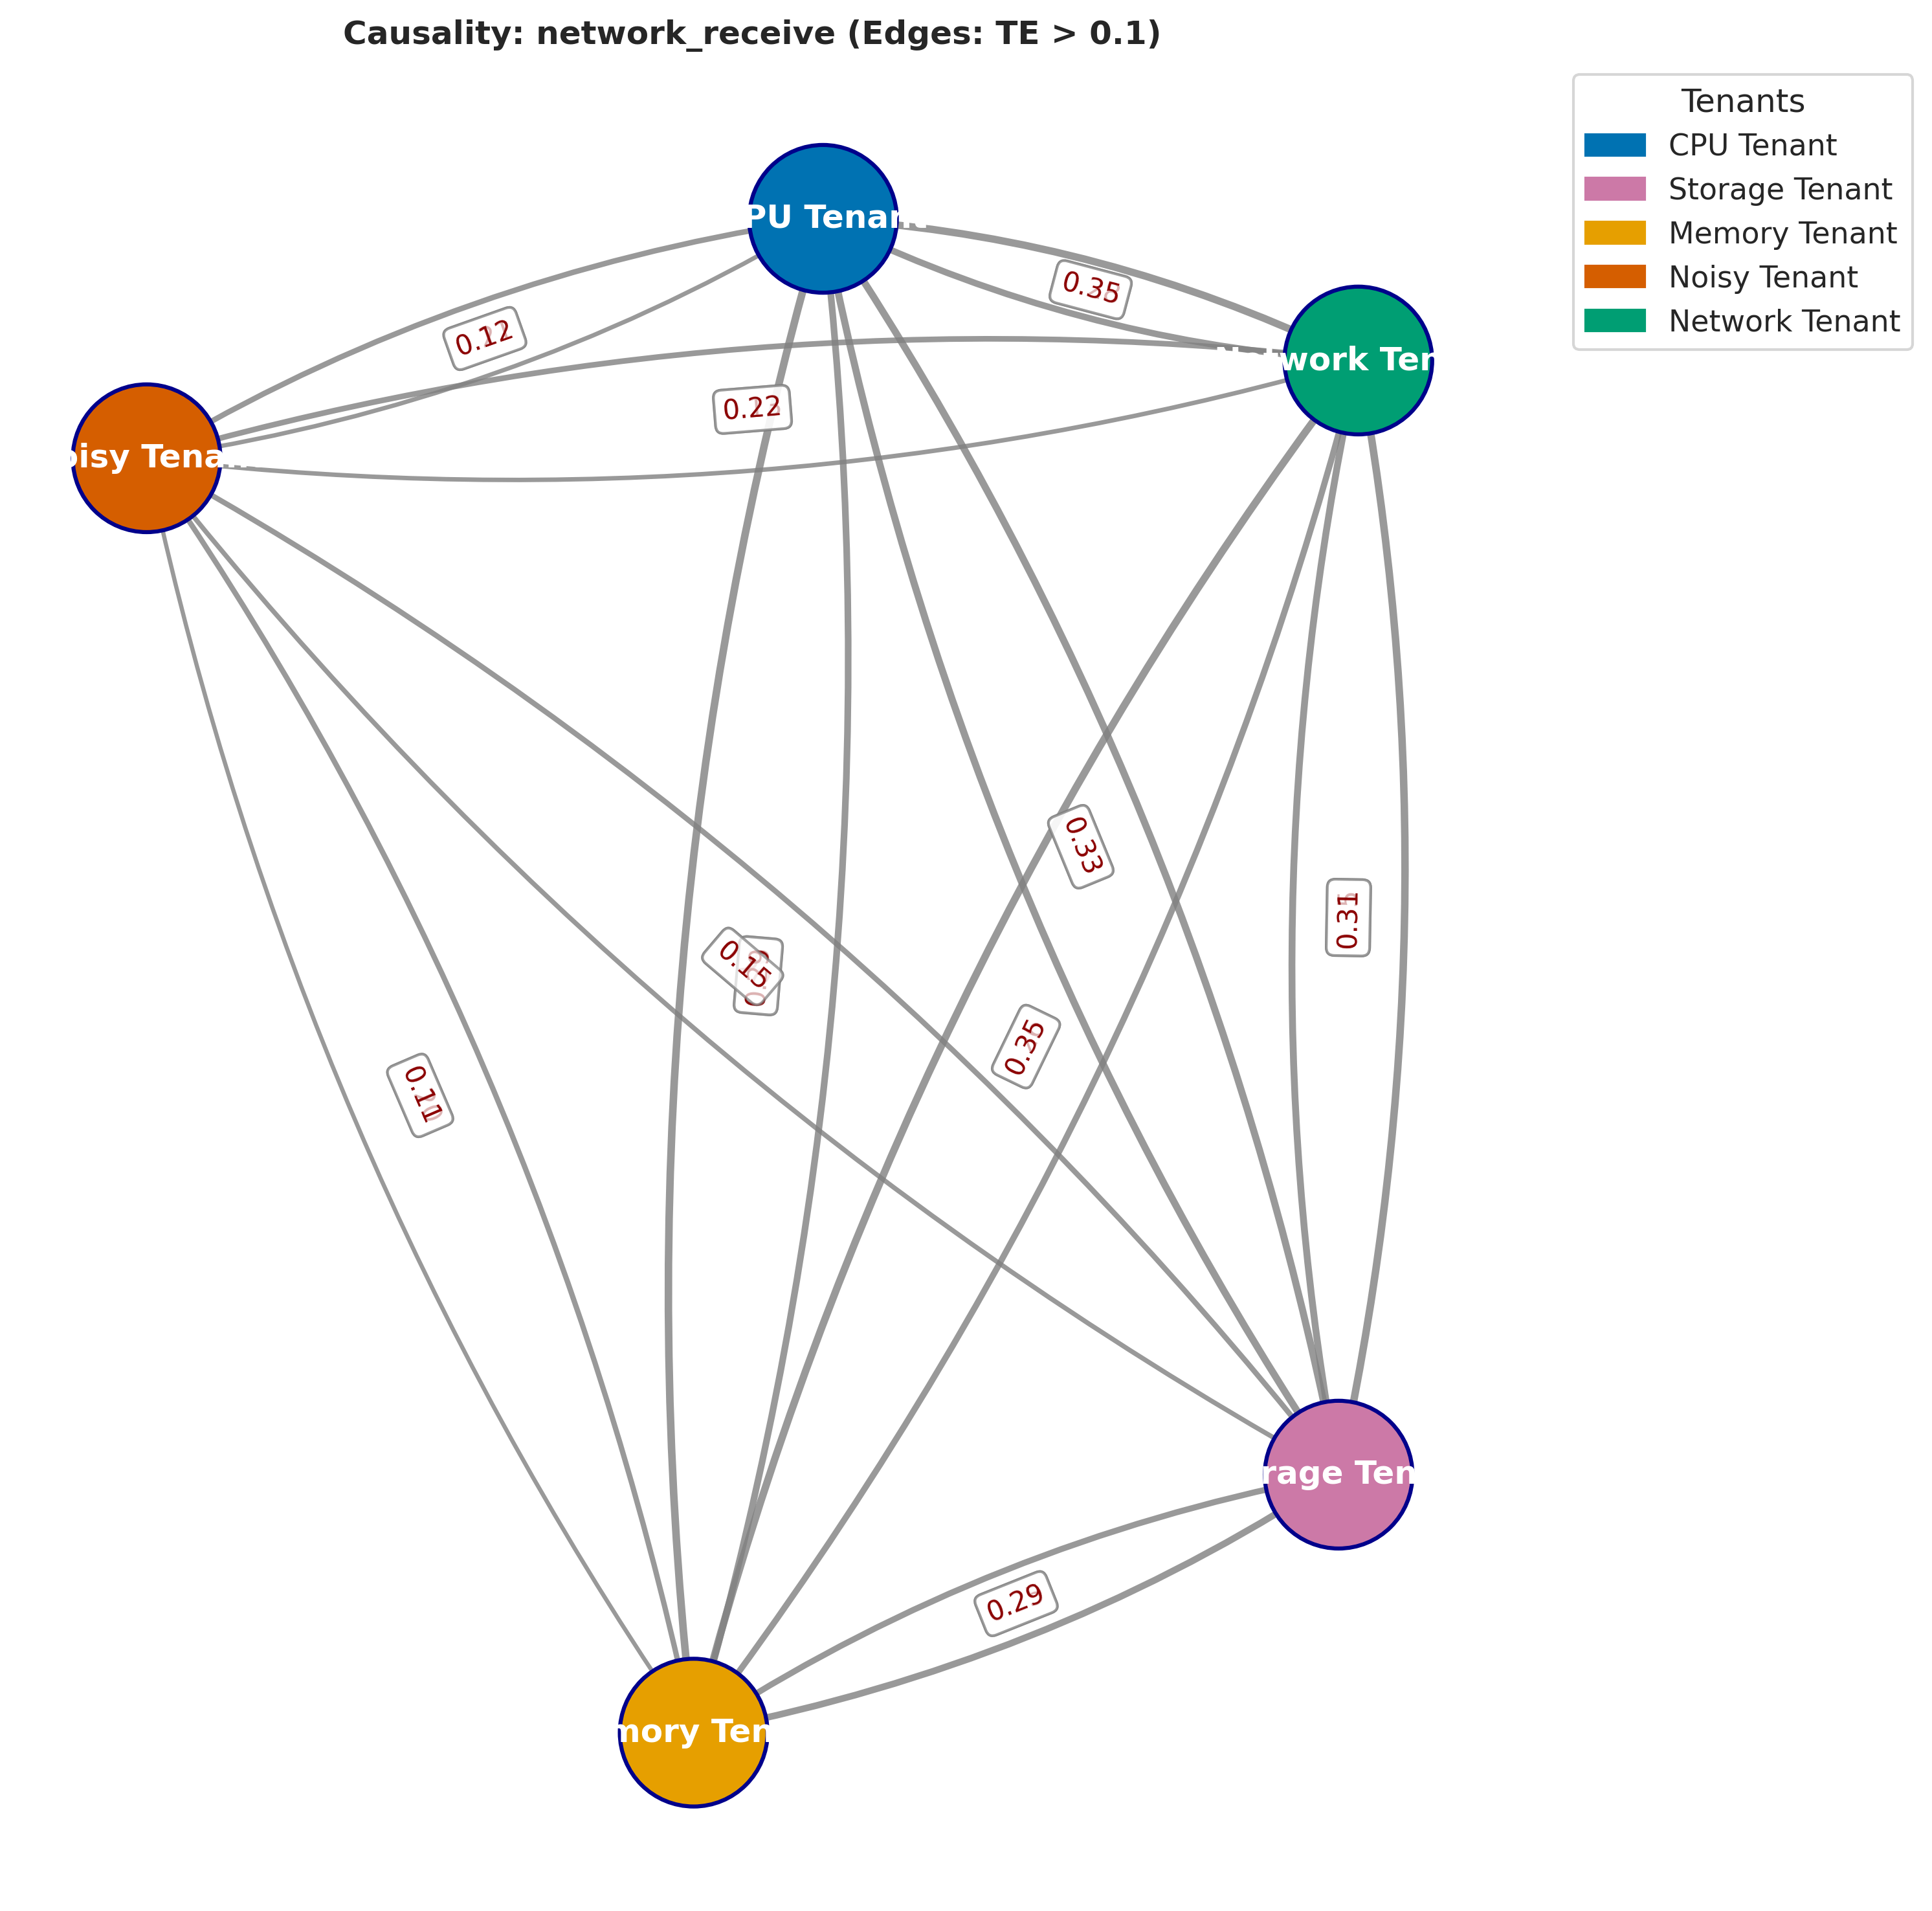 Causality: network_receive (Edges: TE > 0.1)
Tenants
CPU Tenant
Storage Tenant
Memory Tenant
Noisy Tenant
Network Tenant
PU Tenant
0.35
0.12
work Ten
0.22
oisy Tena
0.33
0.31
0.15
0.35
0.11
rage Ten
0.29
mory Ten